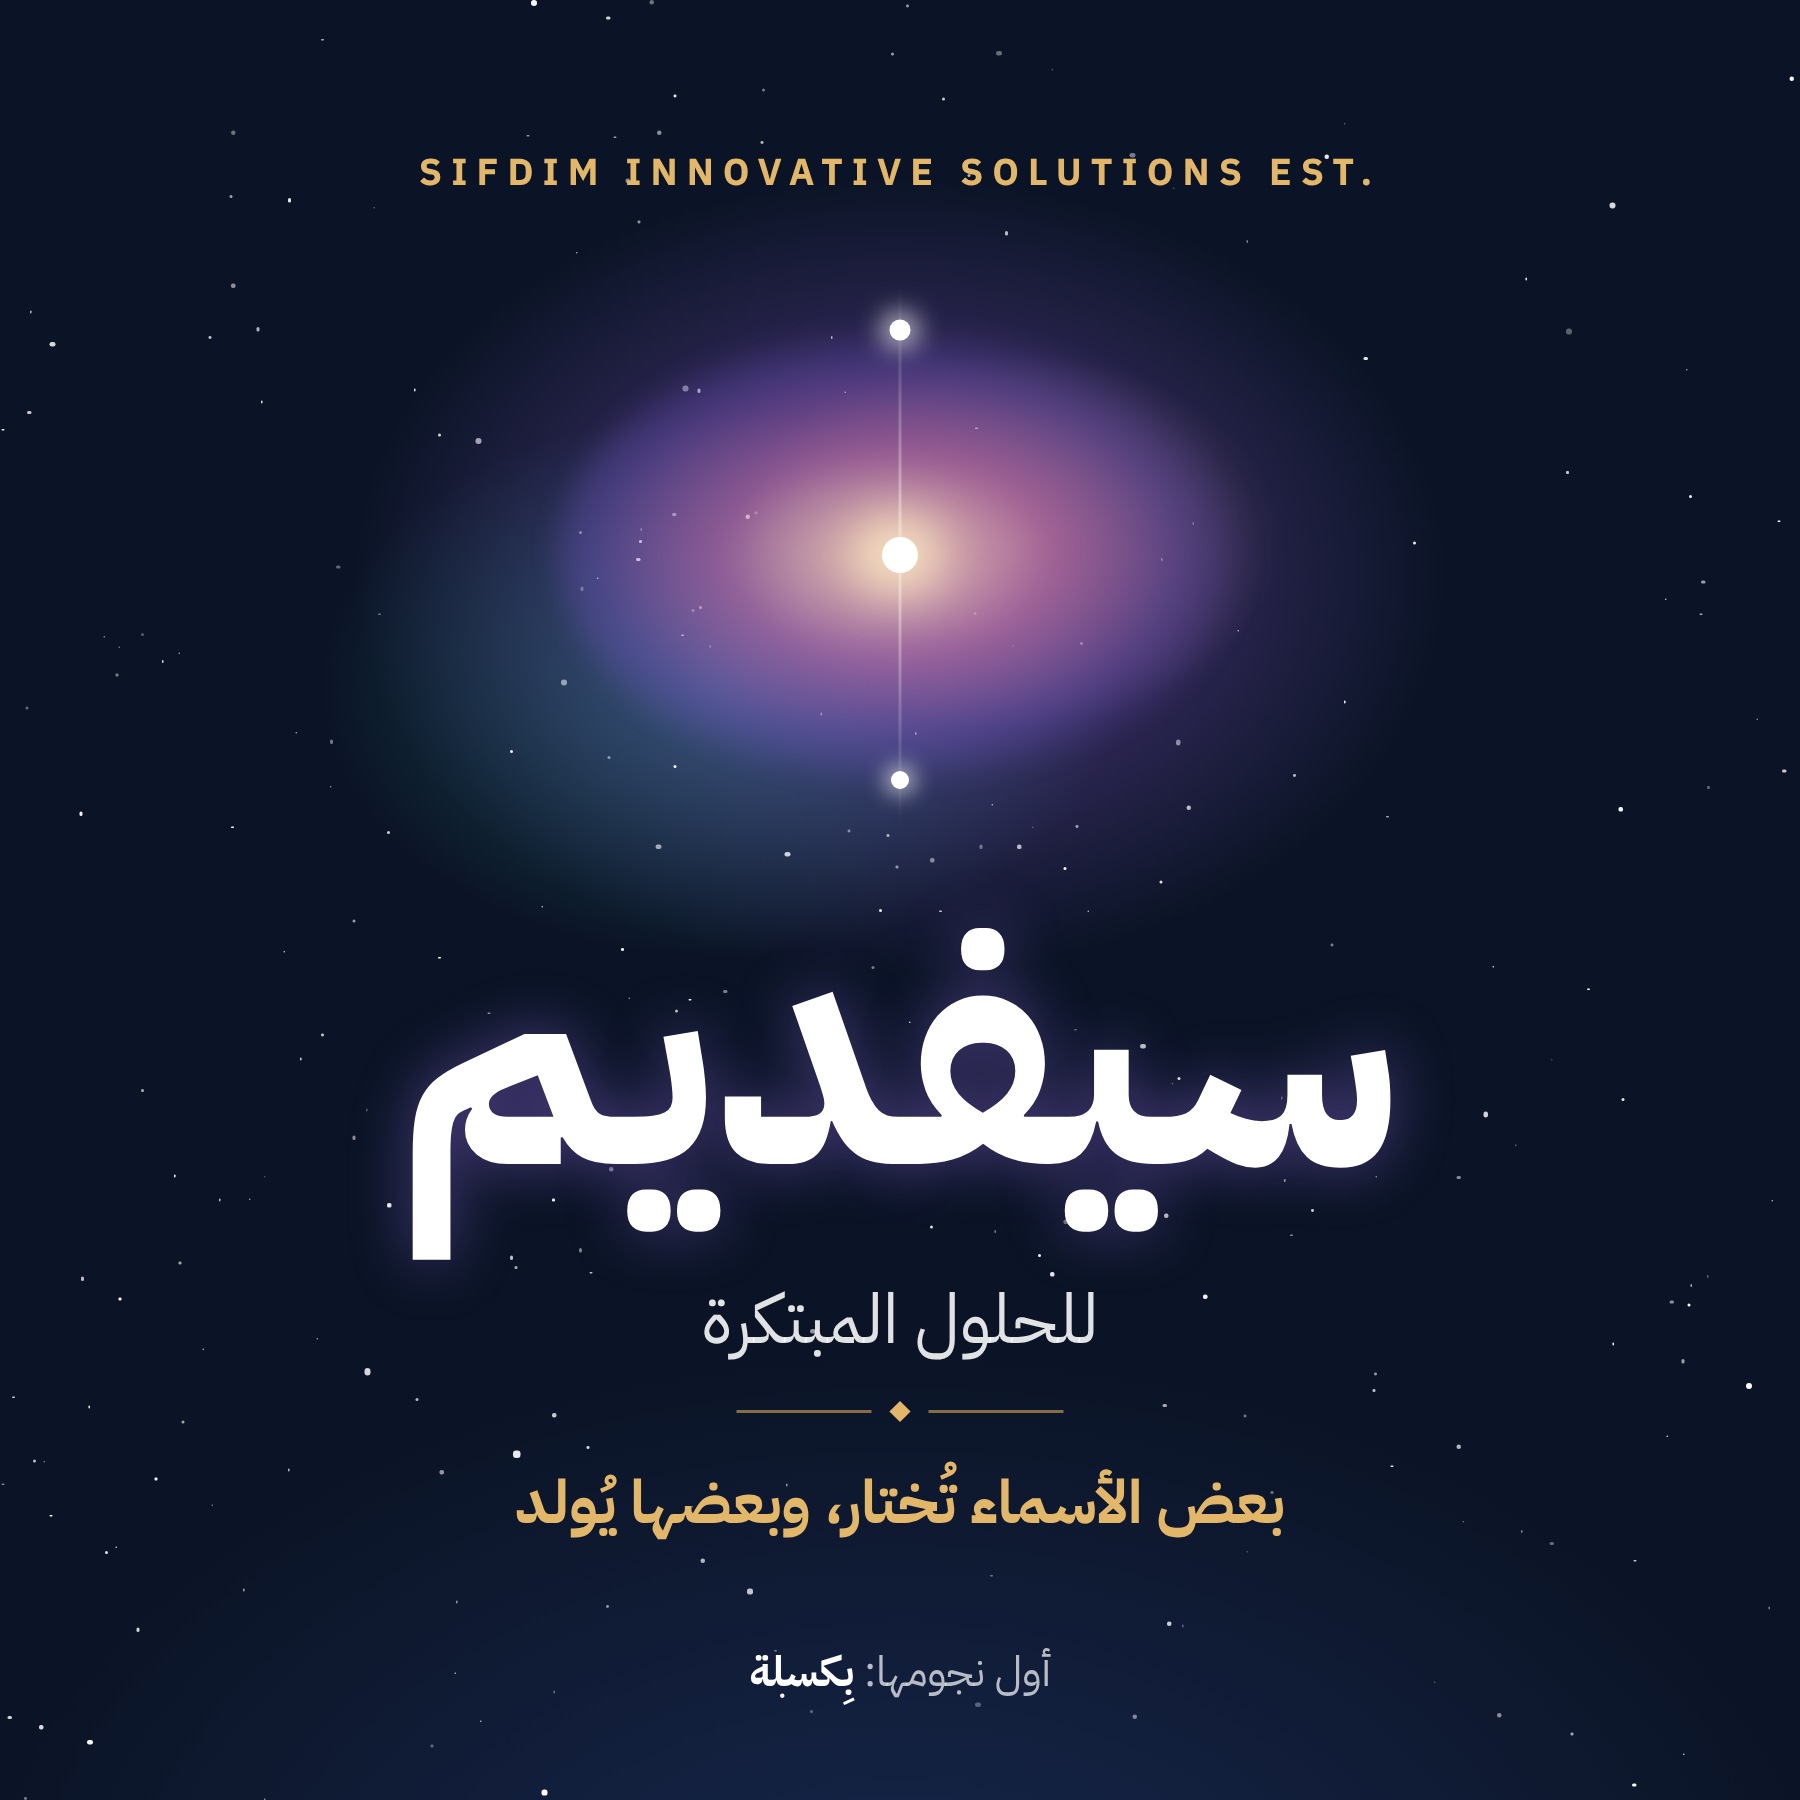 SIFDIM INNOVATIVE SOLUTIONS EST.
سيفديم
للحلول المبتكرة
بعض الأسماء تُختار، وبعضها يُولد
أول نجومها: بِكسلة